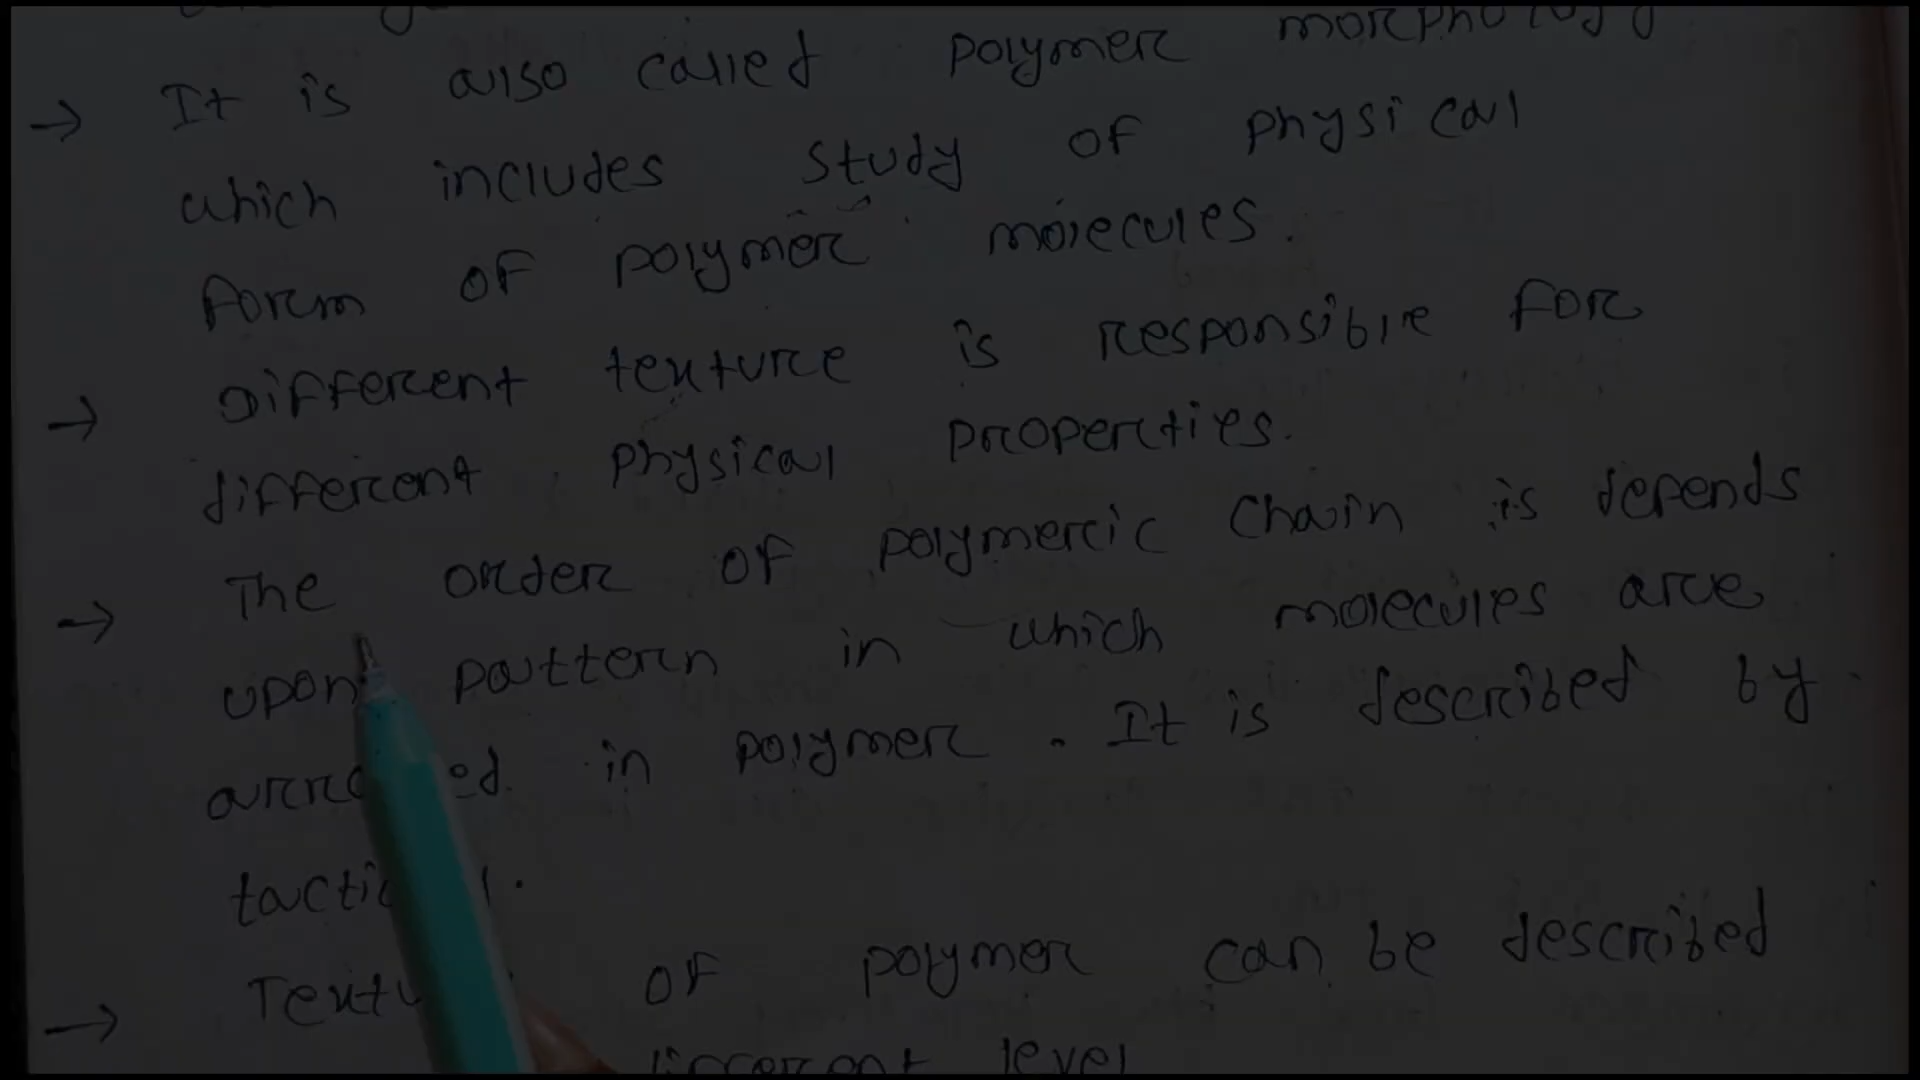 → It is also called polymer morphology
which includes study of physical
form of polymer molecules.
→ Different texture is responsible for
different physical properties.
→ The order of polymeric chain is depends
upon pattern in which molecules are
in polymer. It is described by
→ of polymer can be described
level